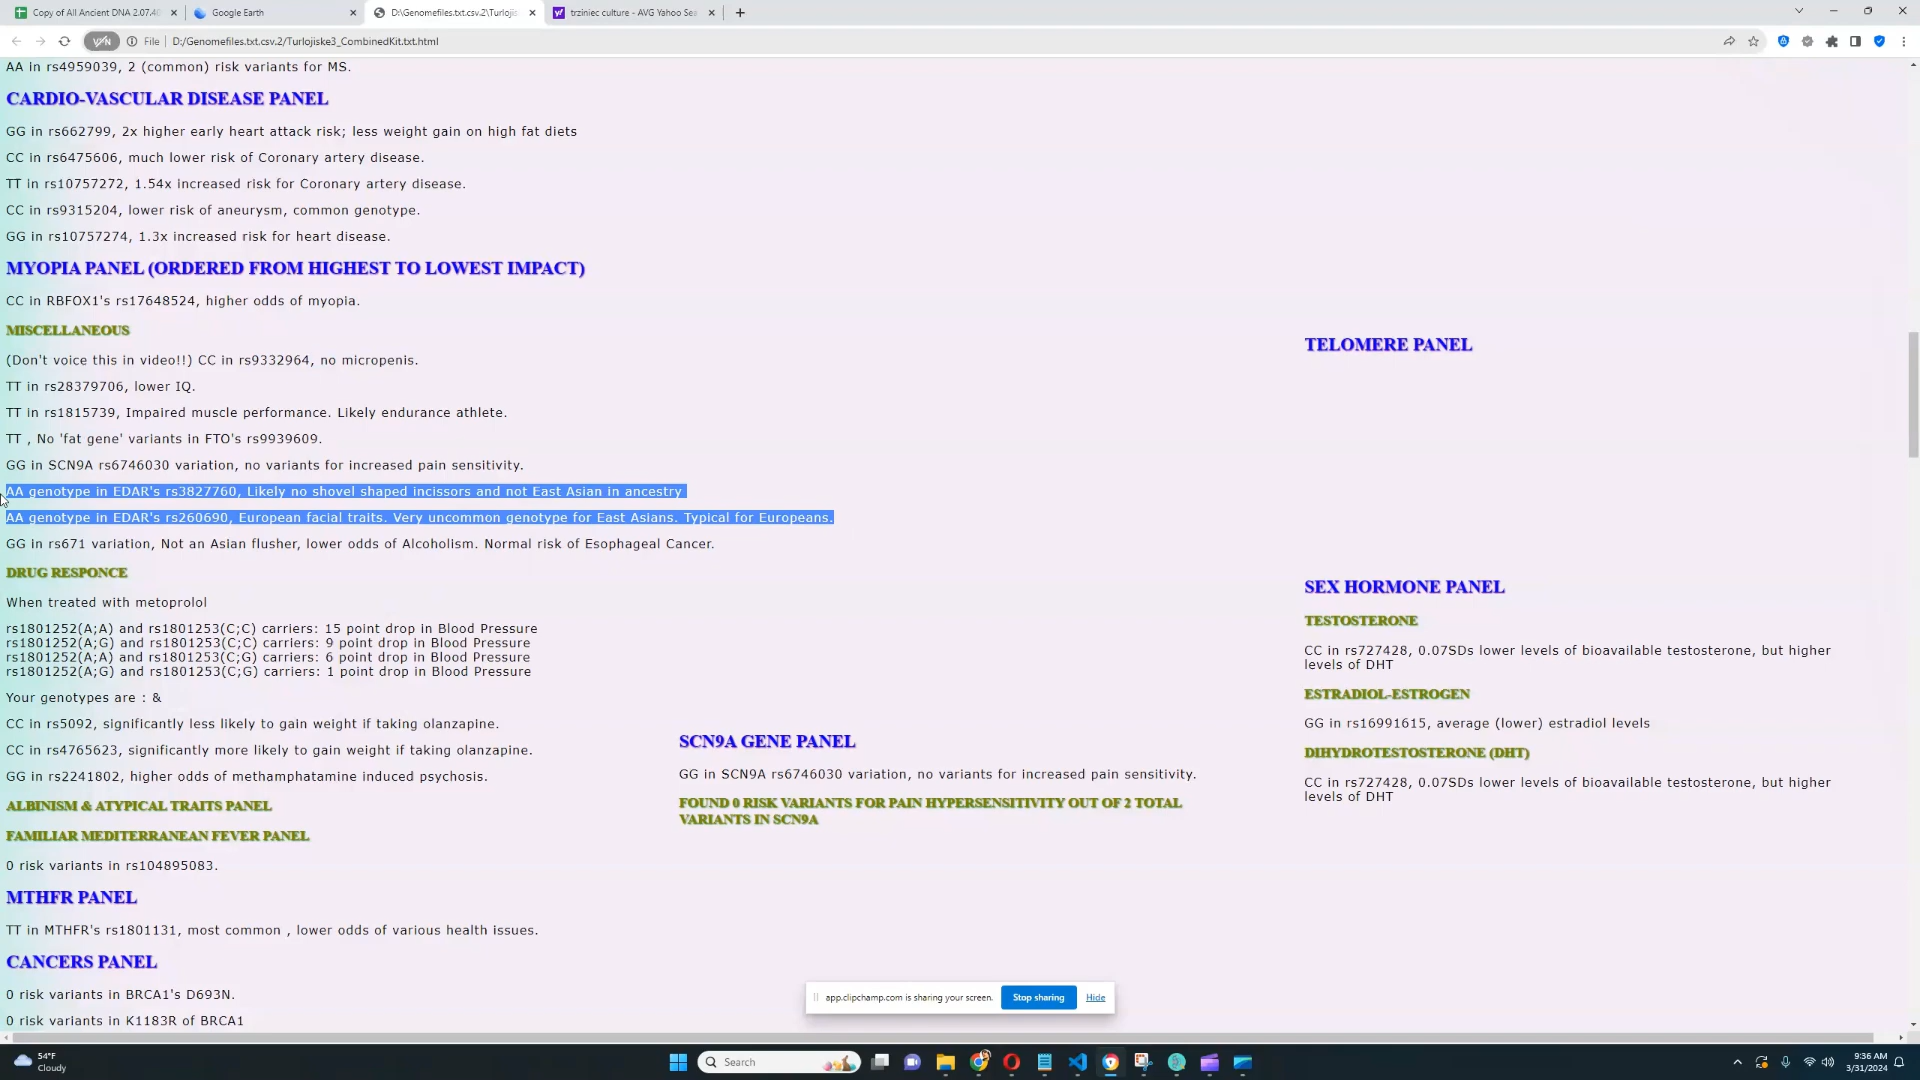 Copy of All Ancient DNA 2.07.40
Google Earth
D:\Genomefiles.txt.csv.2\Turlojis
trziniec culture - AVG Yahoo Sea
V/N
File
D:/Genomefiles.txt.csv.2/Turlojiske3_CombinedKit.txt.html
AA in rs4959039, 2 (common) risk variants for MS.
CARDIO-VASCULAR DISEASE PANEL
GG in rs662799, 2x higher early heart attack risk; less weight gain on high fat diets
CC in rs6475606, much lower risk of Coronary artery disease.
TT in rs10757272, 1.54x increased risk for Coronary artery disease.
CC in rs9315204, lower risk of aneurysm, common genotype.
GG in rs10757274, 1.3x increased risk for heart disease.
MYOPIA PANEL (ORDERED FROM HIGHEST TO LOWEST IMPACT)
CC in RBFOX1's rs17648524, higher odds of myopia.
MISCELLANEOUS
(Don't voice this in video!!) CC in rs9332964, no micropenis.
TT in rs28379706, lower IQ.
TT in rs1815739, Impaired muscle performance. Likely endurance athlete.
TT , No 'fat gene' variants in FTO's rs9939609.
GG in SCN9A rs6746030 variation, no variants for increased pain sensitivity.
AA genotype in EDAR's rs3827760, Likely no shovel shaped incissors and not East Asian in ancestry
AA genotype in EDAR's rs260690, European facial traits. Very uncommon genotype for East Asians. Typical for Europeans.
GG in rs671 variation, Not an Asian flusher, lower odds of Alcoholism. Normal risk of Esophageal Cancer.
DRUG RESPONCE
When treated with metoprolol
rs1801252(A;A) and rs1801253(C;C) carriers: 15 point drop in Blood Pressure
rs1801252(A;G) and rs1801253(C;C) carriers: 9 point drop in Blood Pressure
rs1801252(A;A) and rs1801253(C;G) carriers: 6 point drop in Blood Pressure
rs1801252(A;G) and rs1801253(C;G) carriers: 1 point drop in Blood Pressure
Your genotypes are : &
CC in rs5092, significantly less likely to gain weight if taking olanzapine.
CC in rs4765623, significantly more likely to gain weight if taking olanzapine.
GG in rs2241802, higher odds of methamphatamine induced psychosis.
ALBINISM & ATYPICAL TRAITS PANEL
FAMILIAR MEDITERRANEAN FEVER PANEL
0 risk variants in rs104895083.
MTHFR PANEL
TT in MTHFR's rs1801131, most common , lower odds of various health issues.
CANCERS PANEL
0 risk variants in BRCA1's D693N.
0 risk variants in K1183R of BRCA1
SCN9A GENE PANEL
GG in SCN9A rs6746030 variation, no variants for increased pain sensitivity.
FOUND 0 RISK VARIANTS FOR PAIN HYPERSENSITIVITY OUT OF 2 TOTAL
VARIANTS IN SCN9A
TELOMERE PANEL
SEX HORMONE PANEL
TESTOSTERONE
CC in rs727428, 0.07SDs lower levels of bioavailable testosterone, but higher
levels of DHT
ESTRADIOL-ESTROGEN
GG in rs16991615, average (lower) estradiol levels
DIHYDROTESTOSTERONE (DHT)
CC in rs727428, 0.07SDs lower levels of bioavailable testosterone, but higher
levels of DHT
app.clipchamp.com is sharing your screen.
Stop sharing
Hide
54°F
Cloudy
Search
9:36 AM
3/31/2024